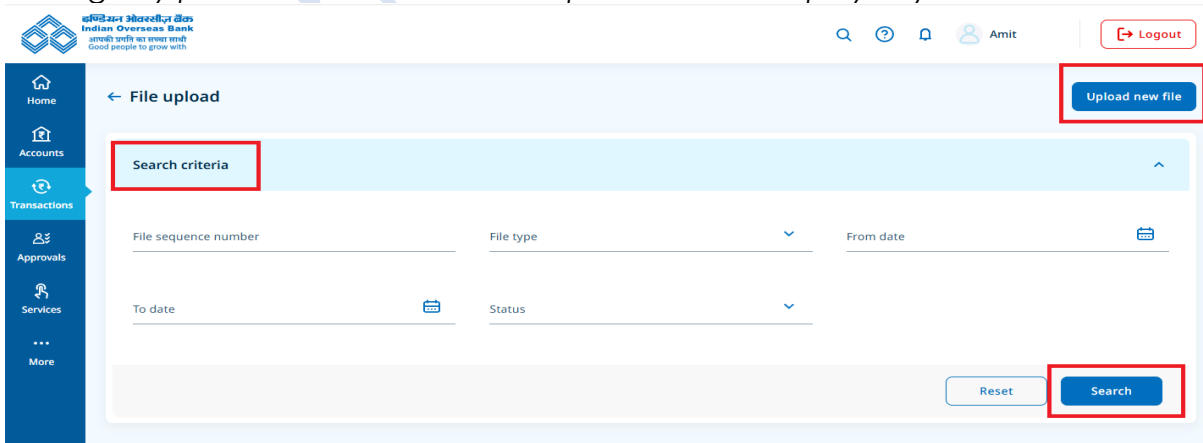 इण्डियन ओवरसीज़ बैंक
Indian Overseas Bank
आपकी प्रगति का सच्चा साथी
Good people to grow with
Amit
Logout
Home
← File upload
Upload new file
Accounts
Search criteria
Transactions
File sequence number
File type
From date
Approvals
Services
To date
Status
More
Reset
Search